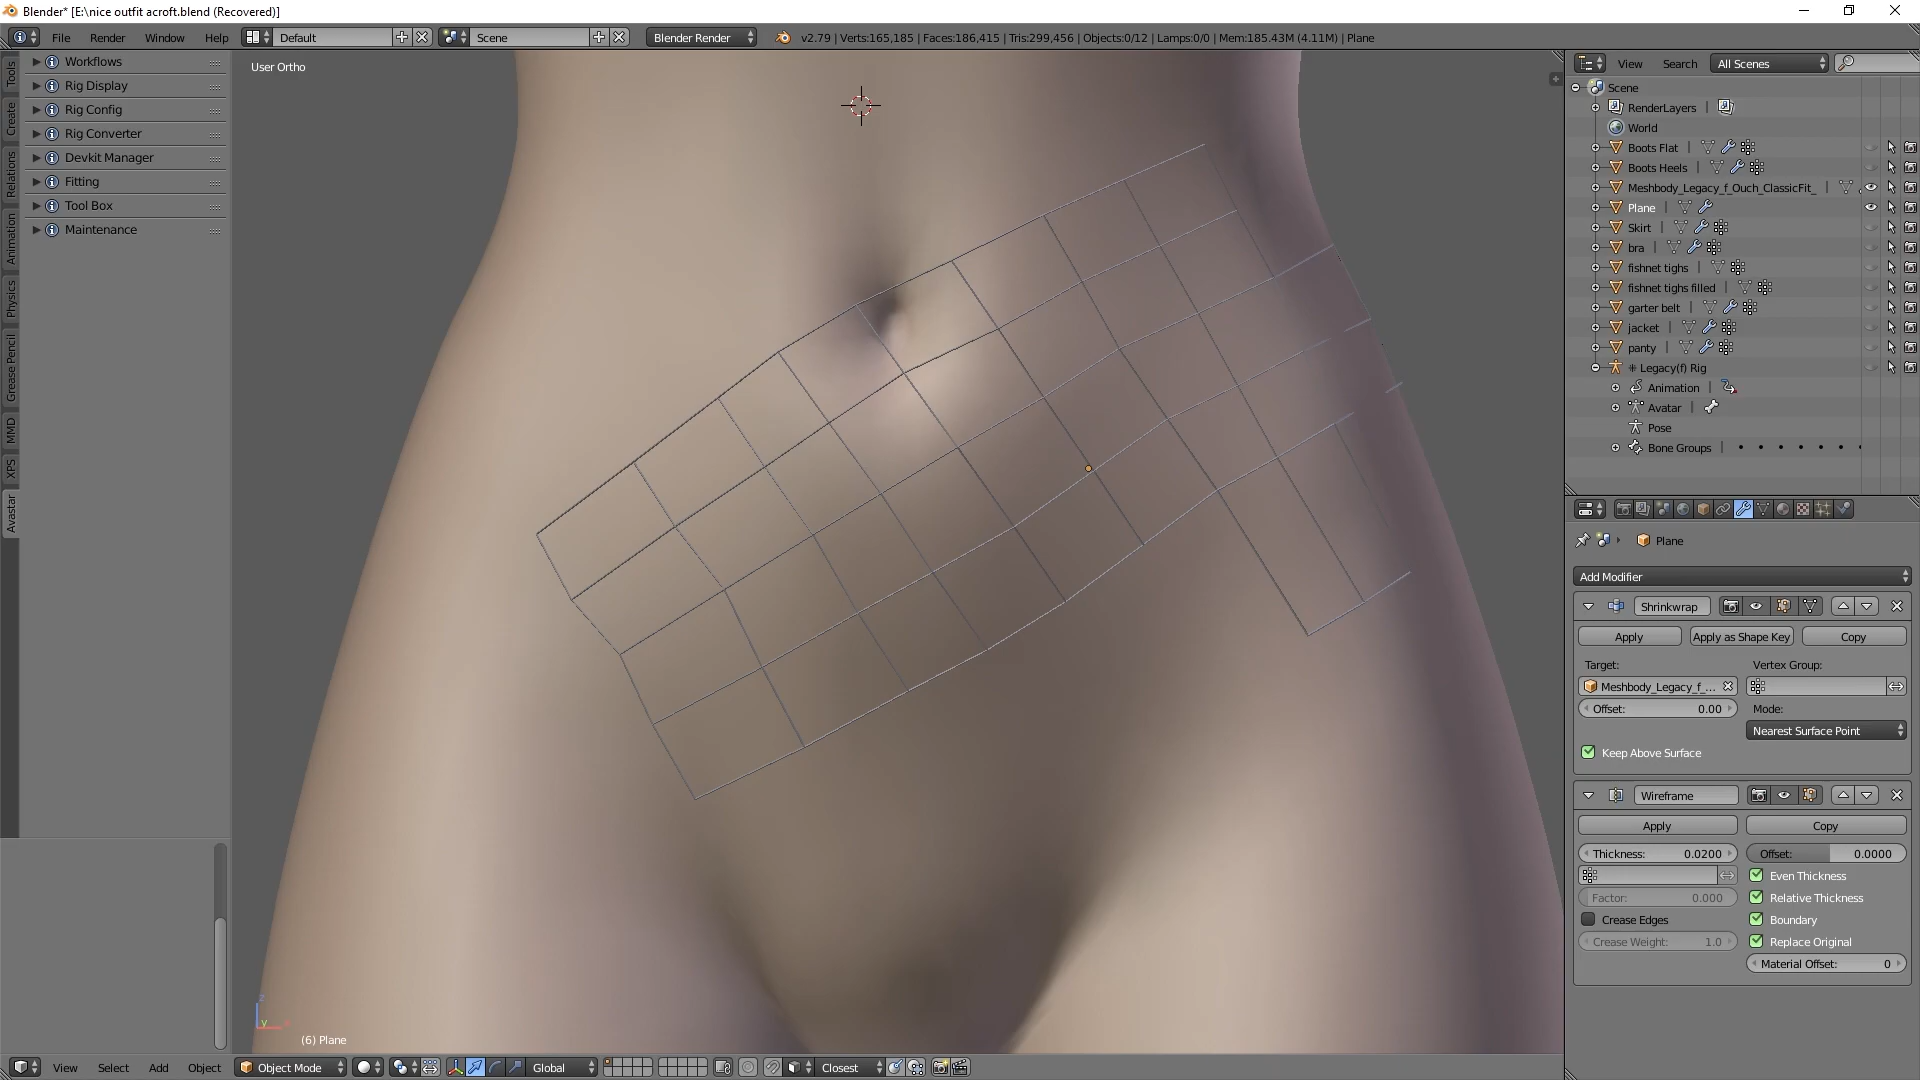 Blender* [E:\nice outfit acroft.blend (Recovered)]
File Render Window Help Default Scene Blender Render v2.79 | Verts:165,185 | Faces:186,415 | Tris:299,456 | Objects:0/12 | Lamps:0/0 | Mem:185.43M (4.11M) | Plane
Tools
Create
Relations
Animation
Physics
Grease Pencil
MMD
XPS
Avastar
Workflows
Rig Display
Rig Config
Rig Converter
Devkit Manager
Fitting
Tool Box
Maintenance
User Ortho
z
y
(6) Plane
View Select Add Object Object Mode Global Closest
View Search All Scenes
Scene
RenderLayers |
World
Boots Flat |
Boots Heels |
Meshbody_Legacy_f_Ouch_ClassicFit_ |
Plane |
Skirt |
bra |
fishnet tighs |
fishnet tighs filled |
garter belt |
jacket |
panty |
Legacy(f) Rig
Animation |
Avatar |
Pose
Bone Groups |
Plane
Add Modifier
Shrinkwrap
Apply Apply as Shape Key Copy
Target: Vertex Group:
Meshbody_Legacy_f_...
Offset: 0.00 Mode:
Nearest Surface Point
Keep Above Surface
Wireframe
Apply Copy
Thickness: 0.0200 Offset: 0.0000
Even Thickness
Factor: 0.000 Relative Thickness
Crease Edges Boundary
Crease Weight: 1.0 Replace Original
Material Offset: 0